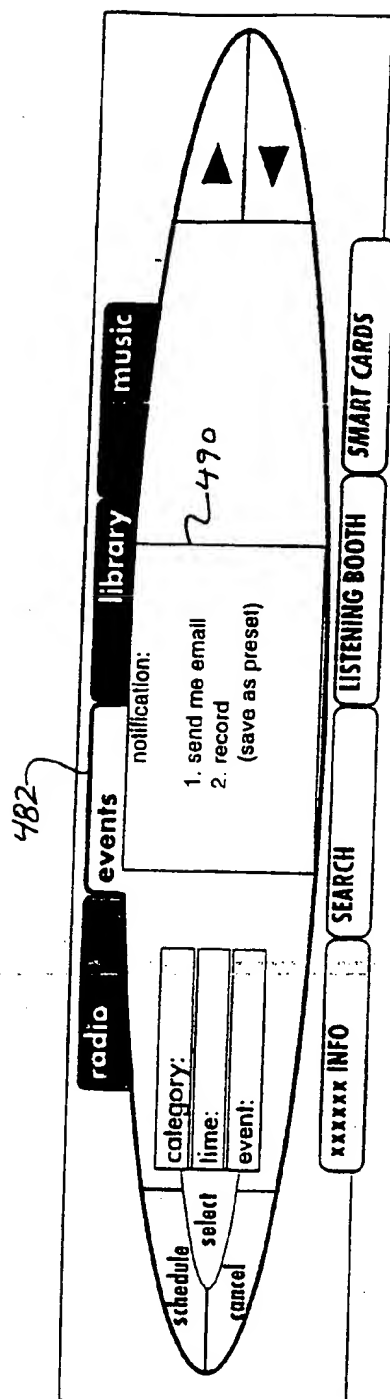 482
radio
events
library
music
schedule
select
cancel
category:
time:
event:
notification:
1. send me email
2. record
(save as preset)
490
xxxxxx INFO
SEARCH
LISTENING BOOTH
SMART CARDS